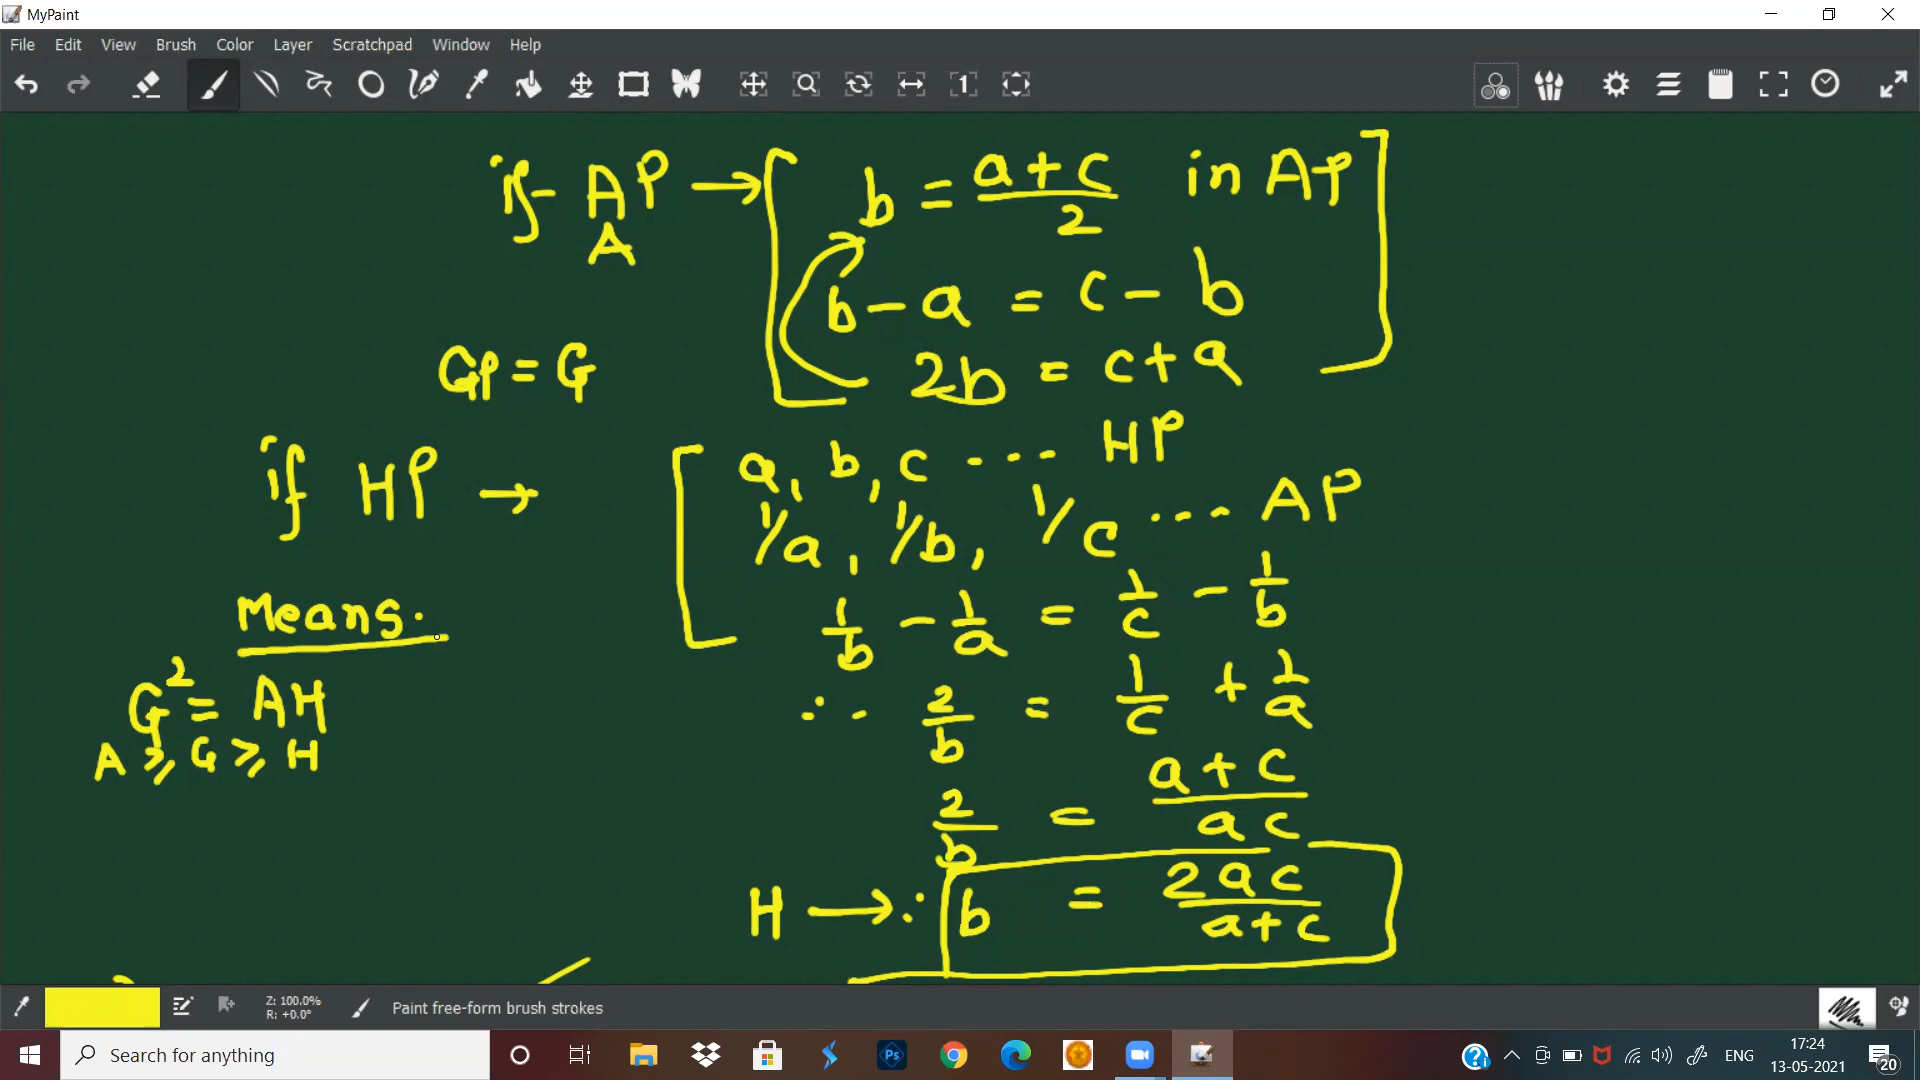 MyPaint
File Edit View Brush Color Layer Scratchpad Window Help
if AP → [ b = a+c/2 in AP ]
A
b - a = c - b
GP = G
2b = c + a
if HP → [ a, b, c ... HP
1/a, 1/b, 1/c ... AP
Means.
1/b - 1/a = 1/c - 1/b
G² = AH
∴ 2/b = 1/c + 1/a
A ≥ G ≥ H
2/b = a+c/ac
H → ∴ b = 2ac/a+c
Z: 100.0%
R: +0.0°
Paint free-form brush strokes
Search for anything
Ps
ENG
17:24
13-05-2021
20